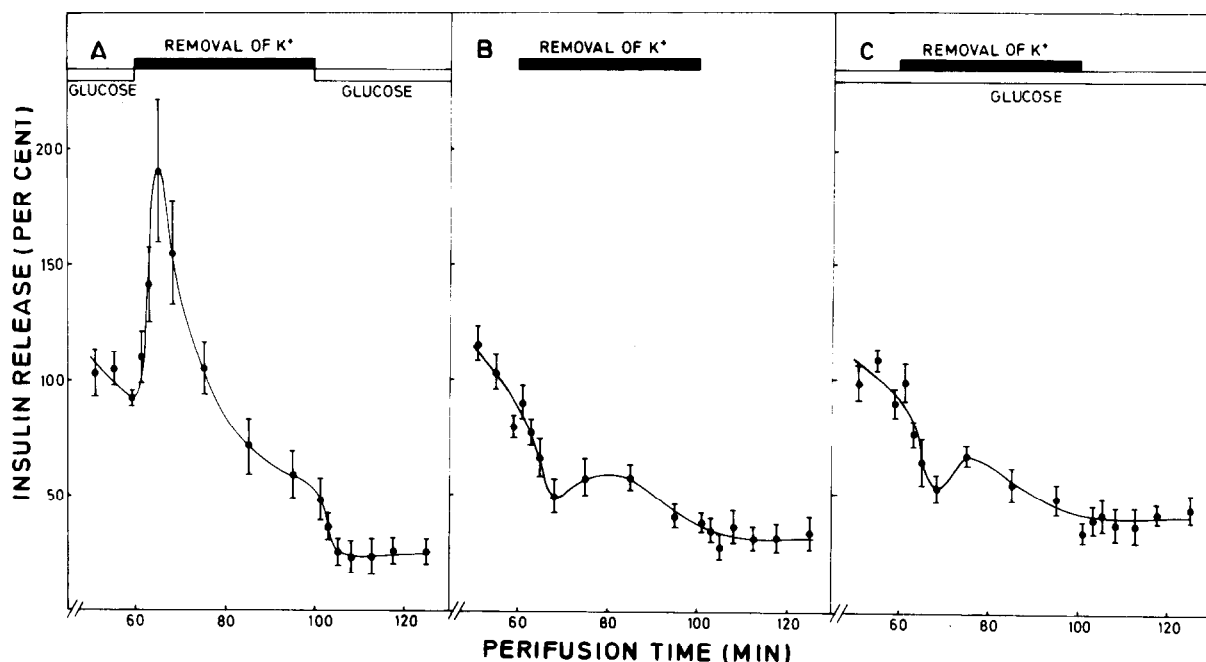 A
REMOVAL OF K⁺
GLUCOSE
GLUCOSE
B
REMOVAL OF K⁺
C
REMOVAL OF K⁺
GLUCOSE
INSULIN RELEASE (PER CENT)
200
150
100
50
60 80 100 120
60 80 100 120
60 80 100 120
PERIFUSION TIME (MIN)